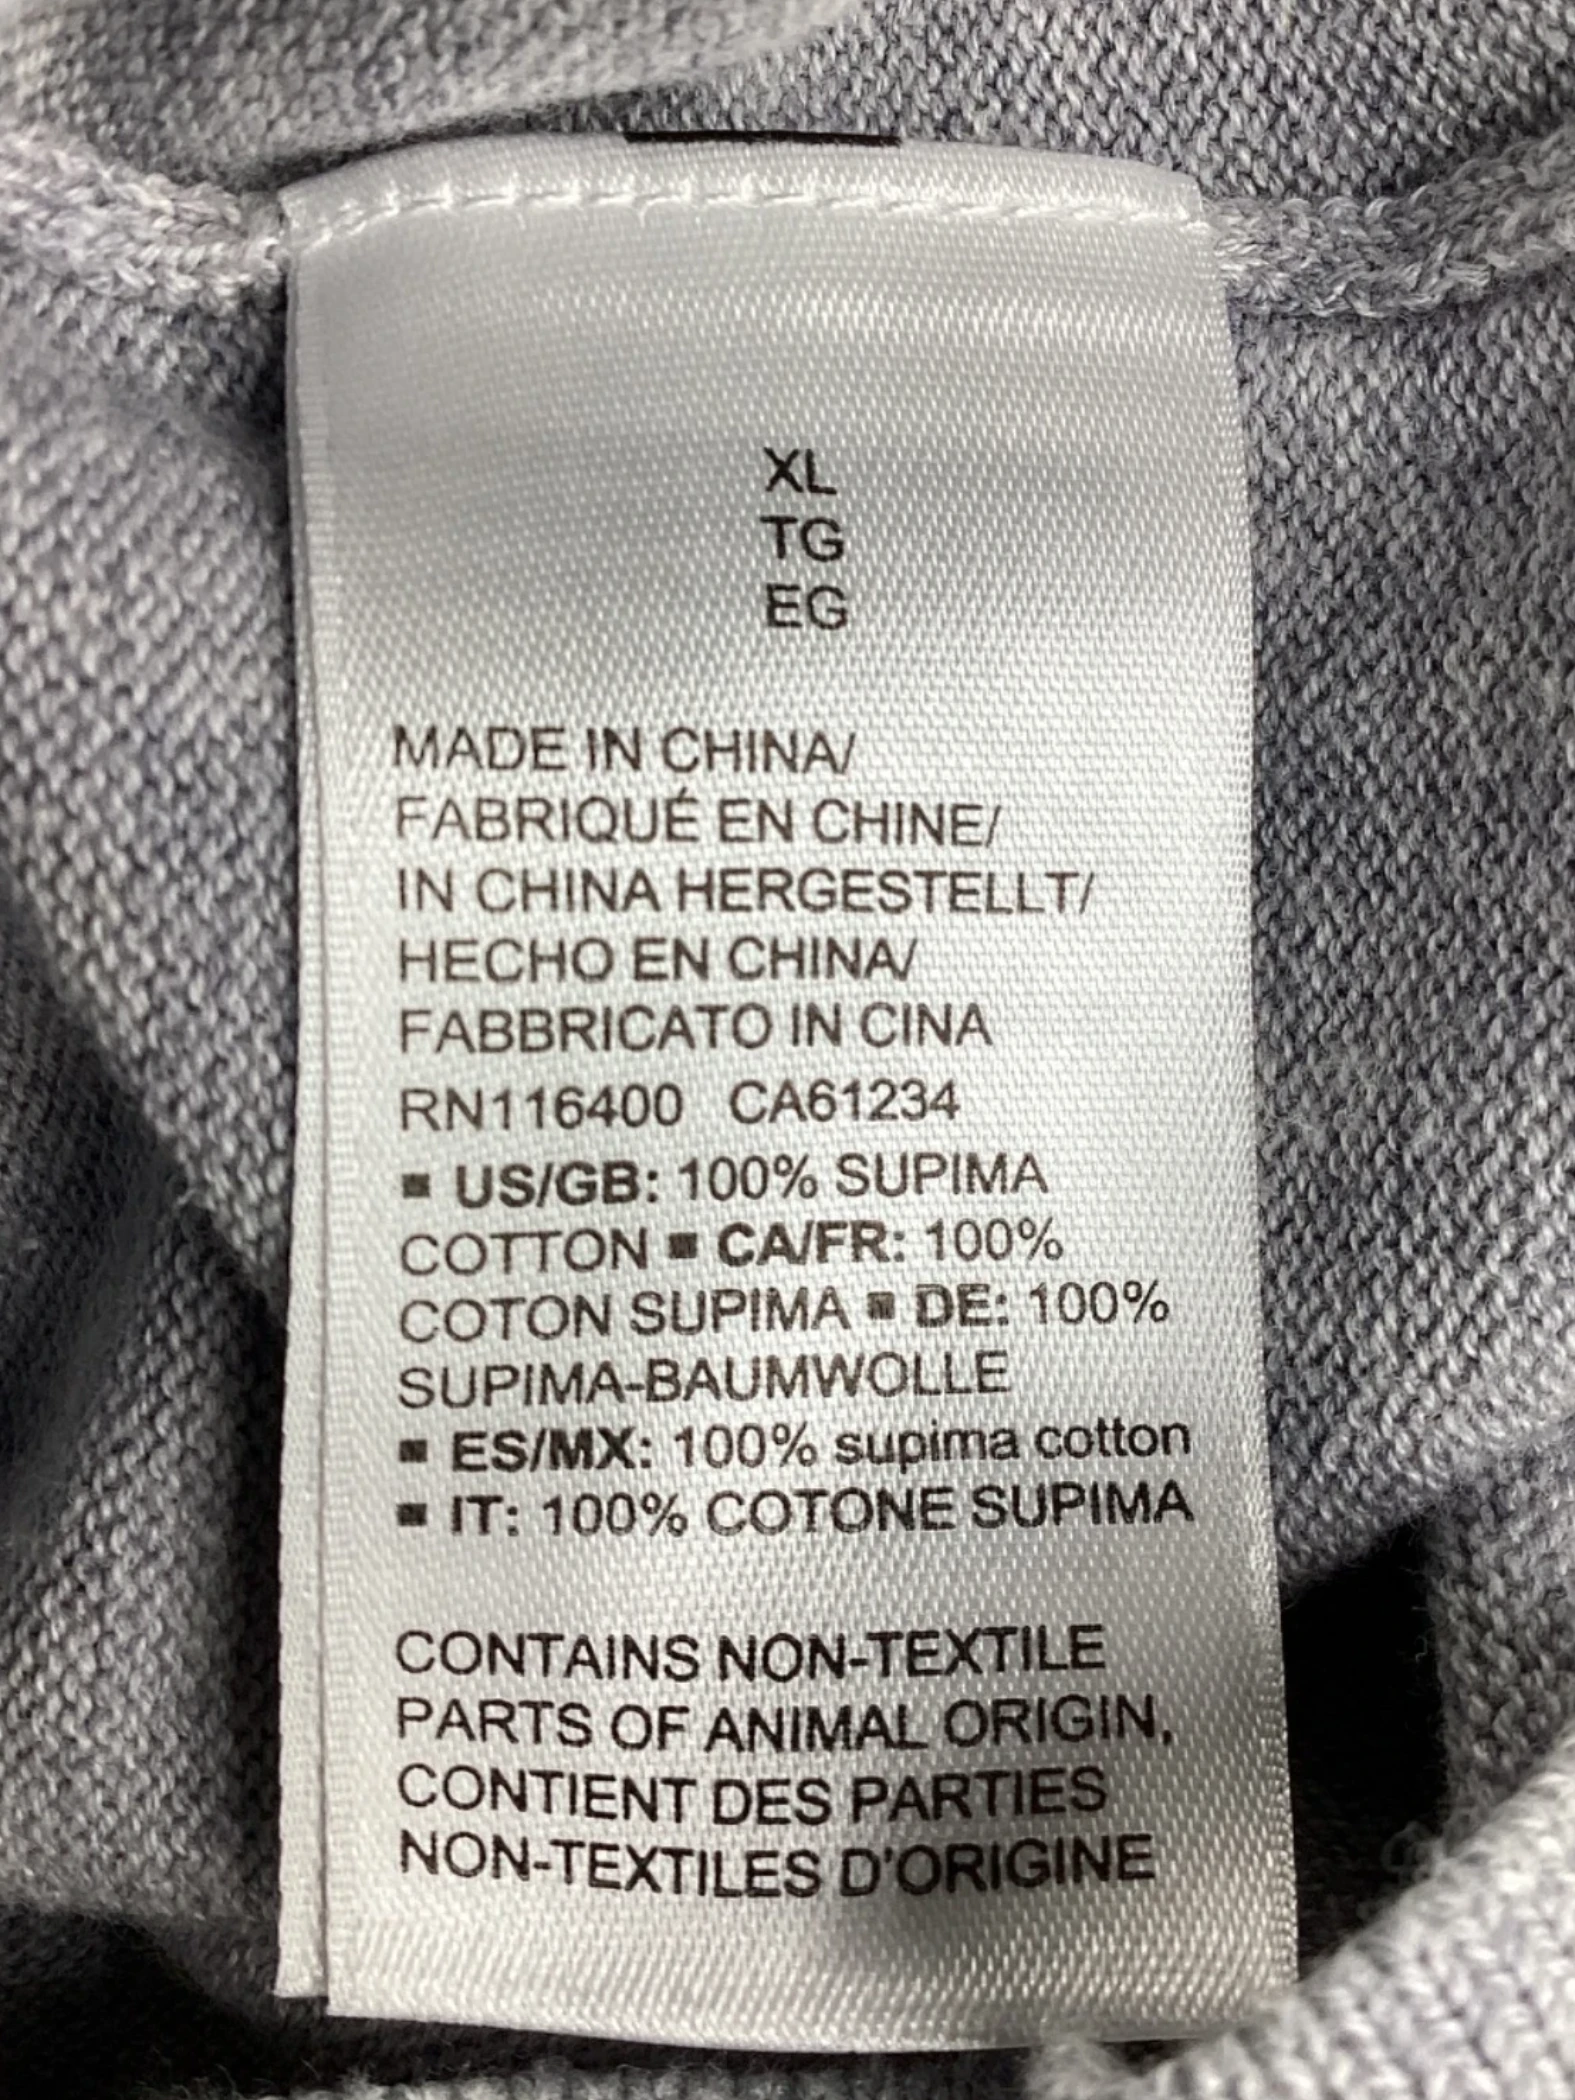 XL
TG
EG
MADE IN CHINA/
FABRIQUÉ EN CHINE/
IN CHINA HERGESTELLT/
HECHO EN CHINA/
FABBRICATO IN CINA
RN116400 CA61234
▪ US/GB: 100% SUPIMA
COTTON ▪ CA/FR: 100%
COTON SUPIMA ▪ DE: 100%
SUPIMA-BAUMWOLLE
▪ ES/MX: 100% supima cotton
▪ IT: 100% COTONE SUPIMA
CONTAINS NON-TEXTILE
PARTS OF ANIMAL ORIGIN,
CONTIENT DES PARTIES
NON-TEXTILES D'ORIGINE